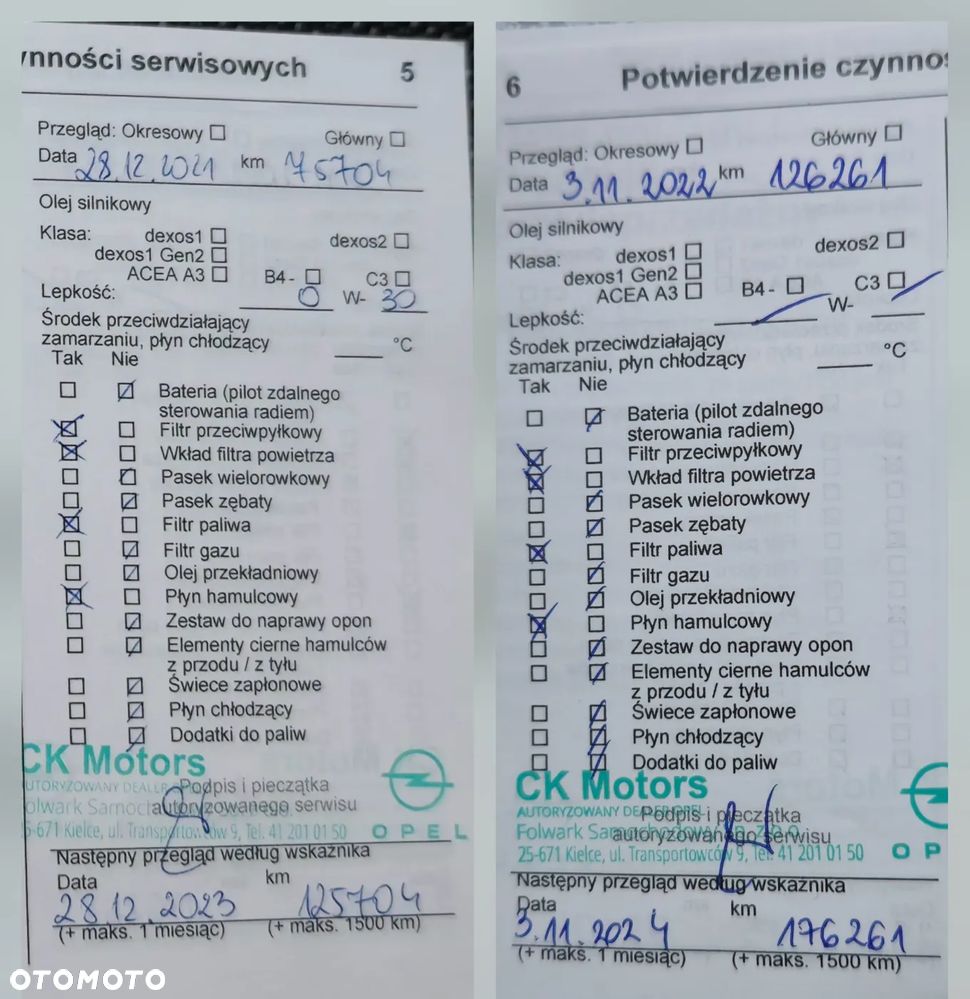 ynności serwisowych 5
Przegląd: Okresowy Główny
Data 28.12.2021 km 75704
Olej silnikowy
Klasa: dexos1 dexos2
dexos1 Gen2
ACEA A3 B4 - C3
Lepkość: 0 W- 30
Środek przeciwdziałający
zamarzaniu, płyn chłodzący °C
Tak Nie
Bateria (pilot zdalnego
sterowania radiem)
Filtr przeciwpyłkowy
Wkład filtra powietrza
Pasek wielorowkowy
Pasek zębaty
Filtr paliwa
Filtr gazu
Olej przekładniowy
Płyn hamulcowy
Zestaw do naprawy opon
Elementy cierne hamulców
z przodu / z tyłu
Świece zapłonowe
Płyn chłodzący
Dodatki do paliw
CK Motors
Podpis i pieczątka
autoryzowanego serwisu
5-671 Kielce, ul. Transportowców 9, Tel. 41 201 01 50 OPEL
Następny przegląd według wskaźnika
Data km
28.12.2023 125704
(+ maks. 1 miesiąc) (+ maks. 1500 km)
6 Potwierdzenie czynnoś
Przegląd: Okresowy Główny
Data 3.11.2022 km 126261
Olej silnikowy
Klasa: dexos1 dexos2
dexos1 Gen2
ACEA A3 B4 - C3
Lepkość: W-
Środek przeciwdziałający
zamarzaniu, płyn chłodzący °C
Tak Nie
Bateria (pilot zdalnego
sterowania radiem)
Filtr przeciwpyłkowy
Wkład filtra powietrza
Pasek wielorowkowy
Pasek zębaty
Filtr paliwa
Filtr gazu
Olej przekładniowy
Płyn hamulcowy
Zestaw do naprawy opon
Elementy cierne hamulców
z przodu / z tyłu
Świece zapłonowe
Płyn chłodzący
Dodatki do paliw
CK Motors
AUTORYZOWANY Podpis i pieczątka
Folwark autoryzowanego serwisu
25-671 Kielce, ul. Transportowców 9, Tel. 41 201 01 50 OP
Następny przegląd według wskaźnika
Data km
3.11.2024 176261
(+ maks. 1 miesiąc) (+ maks. 1500 km)
OTOMOTO